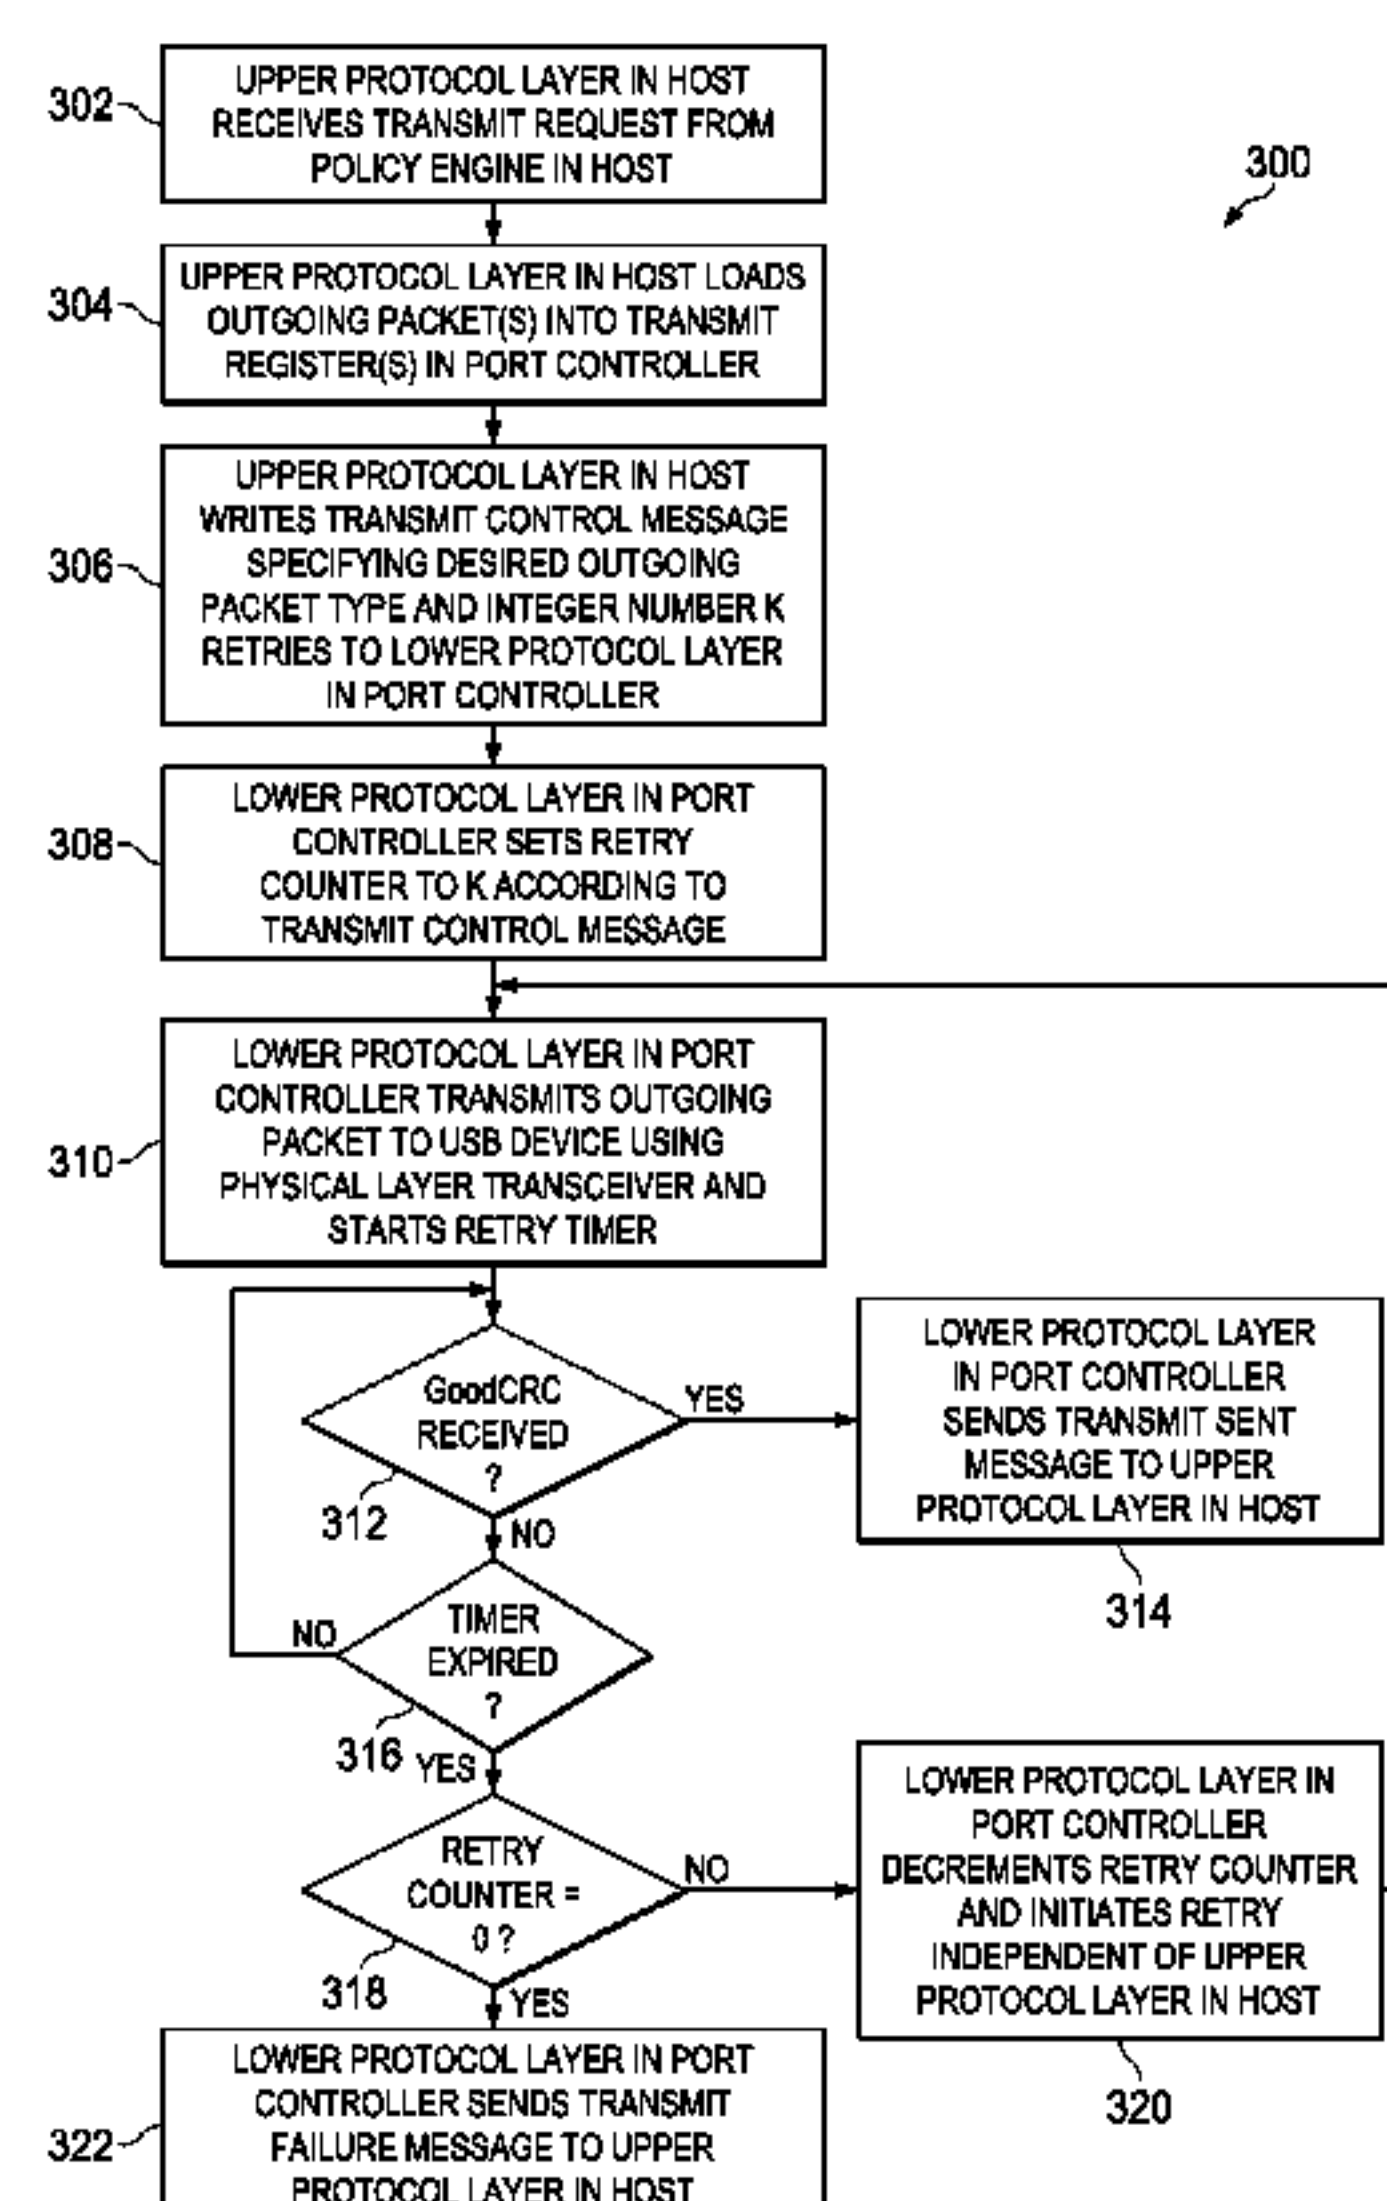 302
UPPER PROTOCOL LAYER IN HOST
RECEIVES TRANSMIT REQUEST FROM
POLICY ENGINE IN HOST
300
304
UPPER PROTOCOL LAYER IN HOST LOADS
OUTGOING PACKET(S) INTO TRANSMIT
REGISTER(S) IN PORT CONTROLLER
306
UPPER PROTOCOL LAYER IN HOST
WRITES TRANSMIT CONTROL MESSAGE
SPECIFYING DESIRED OUTGOING
PACKET TYPE AND INTEGER NUMBER K
RETRIES TO LOWER PROTOCOL LAYER
IN PORT CONTROLLER
308
LOWER PROTOCOL LAYER IN PORT
CONTROLLER SETS RETRY
COUNTER TO K ACCORDING TO
TRANSMIT CONTROL MESSAGE
310
LOWER PROTOCOL LAYER IN PORT
CONTROLLER TRANSMITS OUTGOING
PACKET TO USB DEVICE USING
PHYSICAL LAYER TRANSCEIVER AND
STARTS RETRY TIMER
GoodCRC
RECEIVED
?
312
YES
NO
LOWER PROTOCOL LAYER
IN PORT CONTROLLER
SENDS TRANSMIT SENT
MESSAGE TO UPPER
PROTOCOL LAYER IN HOST
314
TIMER
EXPIRED
?
NO
316
YES
RETRY
COUNTER =
0 ?
318
NO
YES
LOWER PROTOCOL LAYER IN
PORT CONTROLLER
DECREMENTS RETRY COUNTER
AND INITIATES RETRY
INDEPENDENT OF UPPER
PROTOCOL LAYER IN HOST
320
322
LOWER PROTOCOL LAYER IN PORT
CONTROLLER SENDS TRANSMIT
FAILURE MESSAGE TO UPPER
PROTOCOL LAYER IN HOST